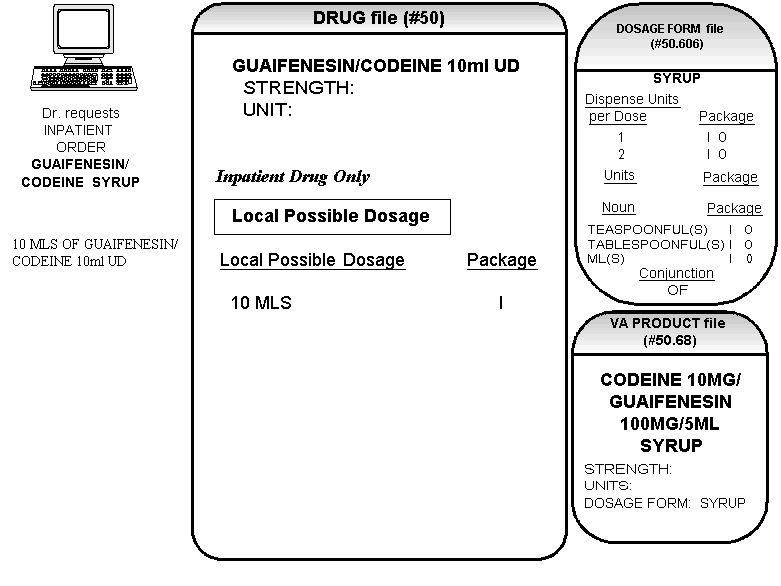 Dr. requests
INPATIENT
ORDER
GUAIFENESIN/
CODEINE SYRUP
10 MLS OF GUAIFENESIN/
CODEINE 10ml UD
DRUG file (#50)
GUAIFENESIN/CODEINE 10ml UD
STRENGTH:
UNIT:
Inpatient Drug Only
Local Possible Dosage
Local Possible Dosage Package
10 MLS I
DOSAGE FORM file
(#50.606)
SYRUP
Dispense Units
per Dose Package
1 I O
2 I O
Units Package
Noun Package
TEASPOONFUL(S) I O
TABLESPOONFUL(S) I O
ML(S) I O
Conjunction
OF
VA PRODUCT file
(#50.68)
CODEINE 10MG/
GUAIFENESIN
100MG/5ML
SYRUP
STRENGTH:
UNITS:
DOSAGE FORM: SYRUP